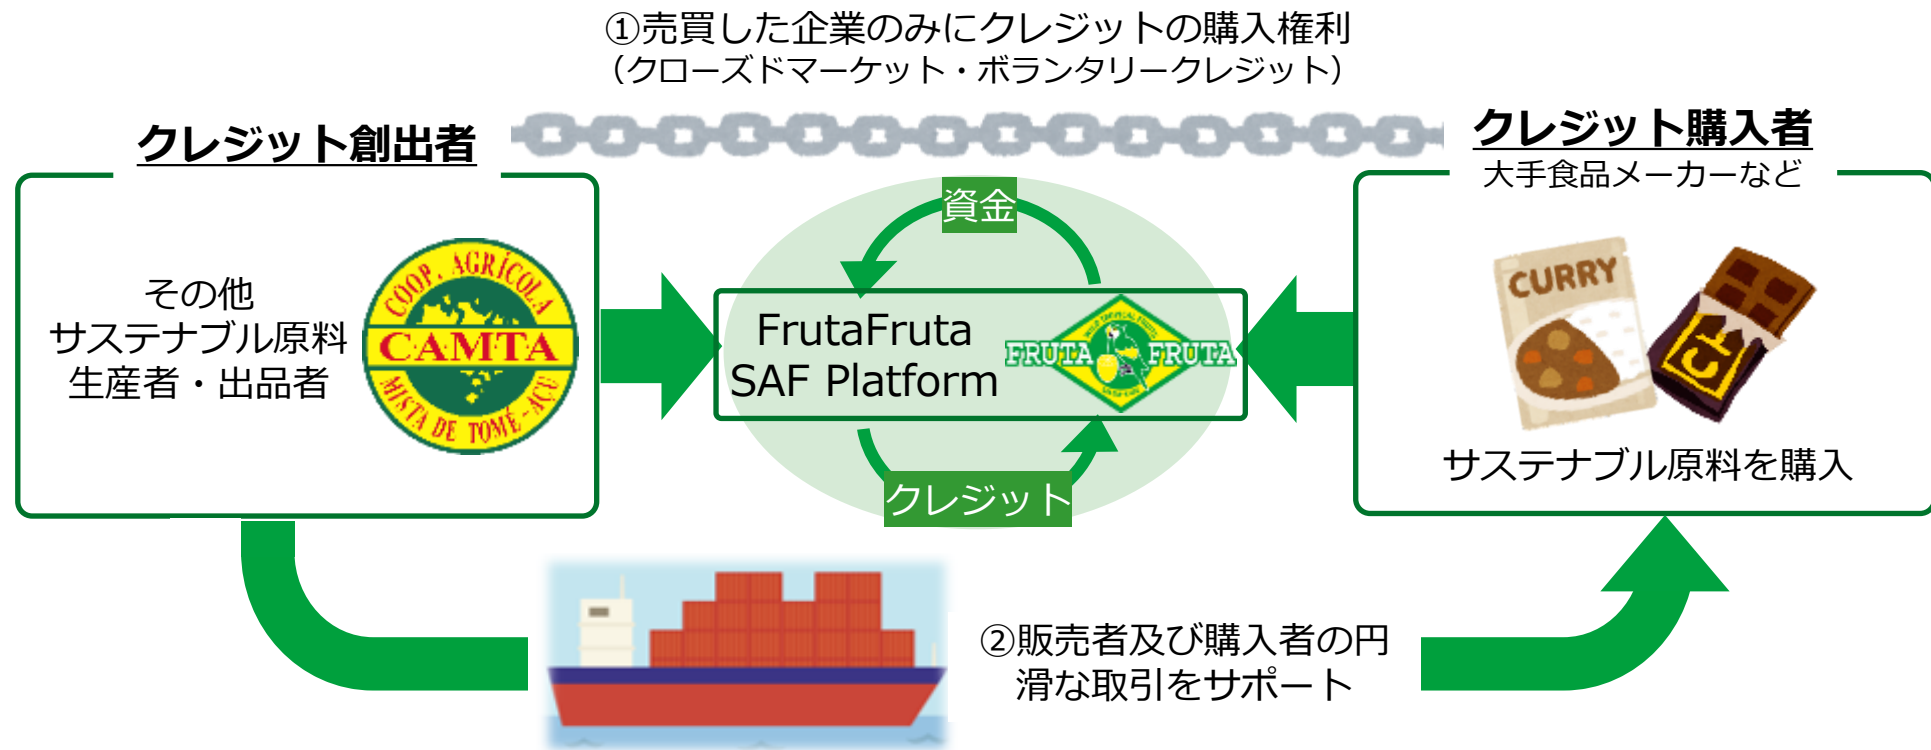 ①売買した企業のみにクレジットの購入権利
（クローズドマーケット・ボランタリークレジット）
クレジット創出者
クレジット購入者
大手食品メーカーなど
資金
その他
サステナブル原料
生産者・出品者
COOP. AGRÍCOLA
CAMTA
MISTA DE TOMÉ-AÇU
FrutaFruta
SAF Platform
FRUTA FRUTA
CURRY
チョコ
サステナブル原料を購入
クレジット
②販売者及び購入者の円
滑な取引をサポート